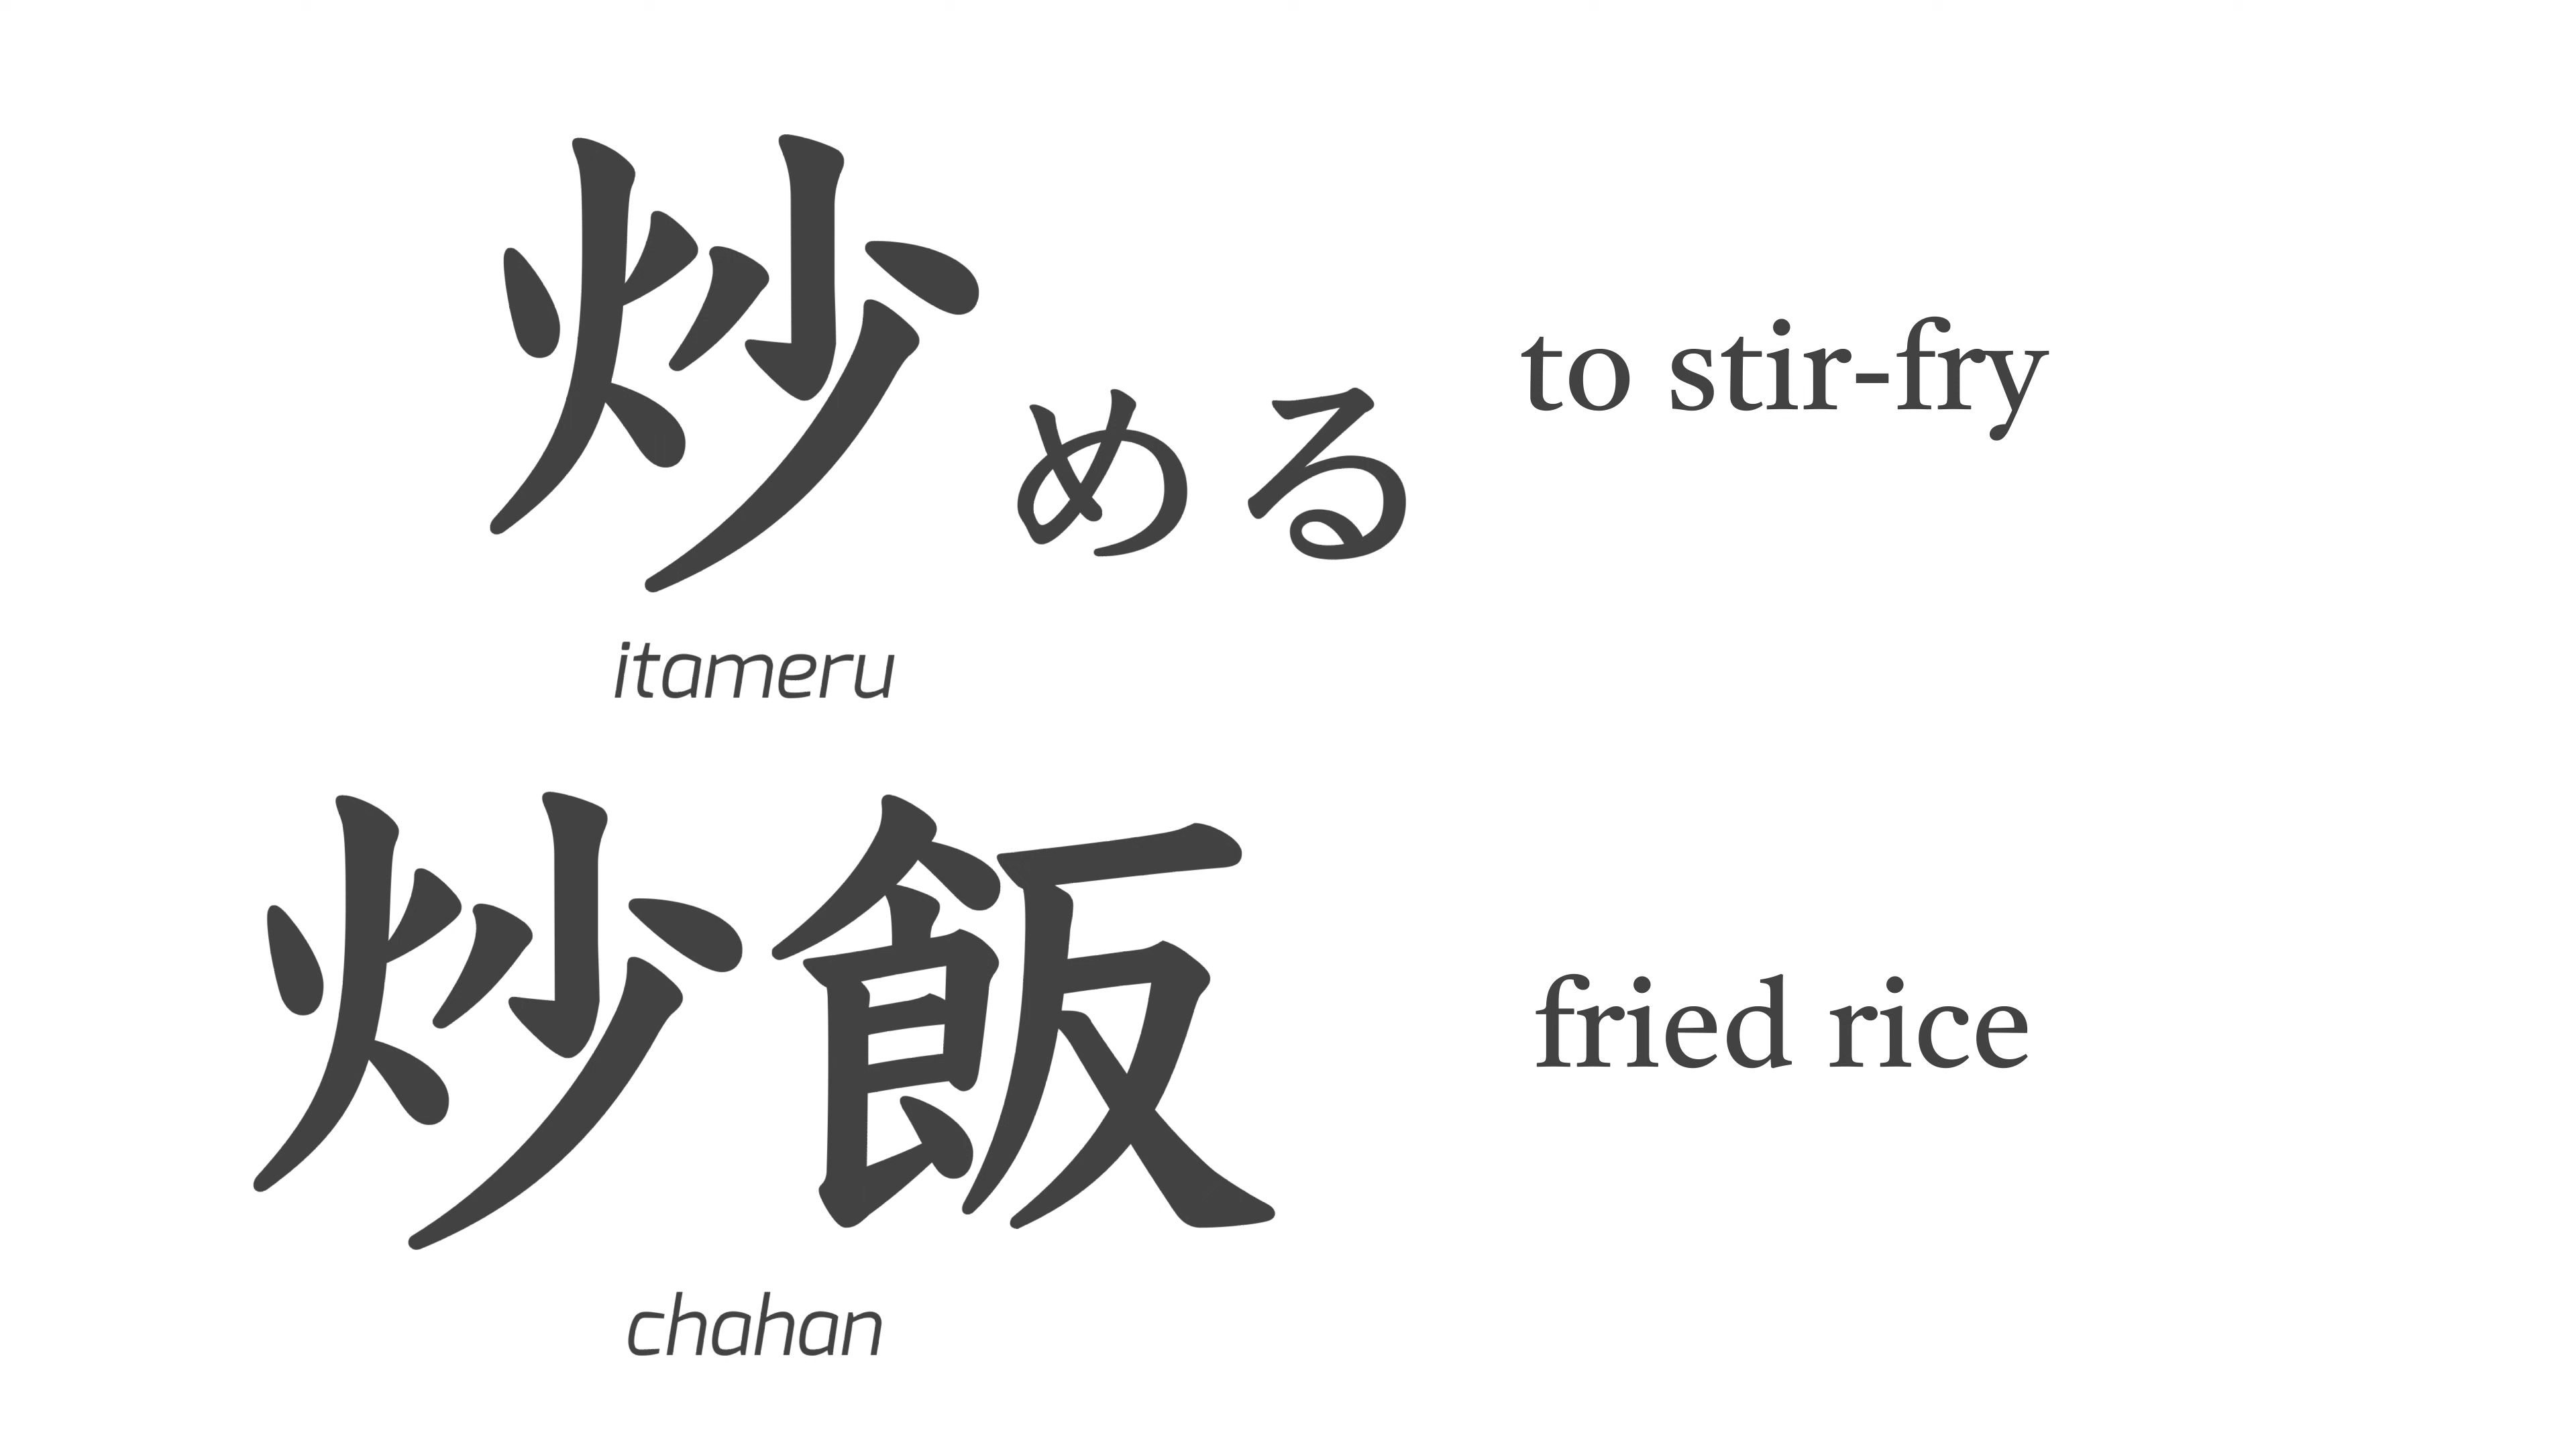 炒める
to stir-fry
itameru
炒飯
fried rice
chahan